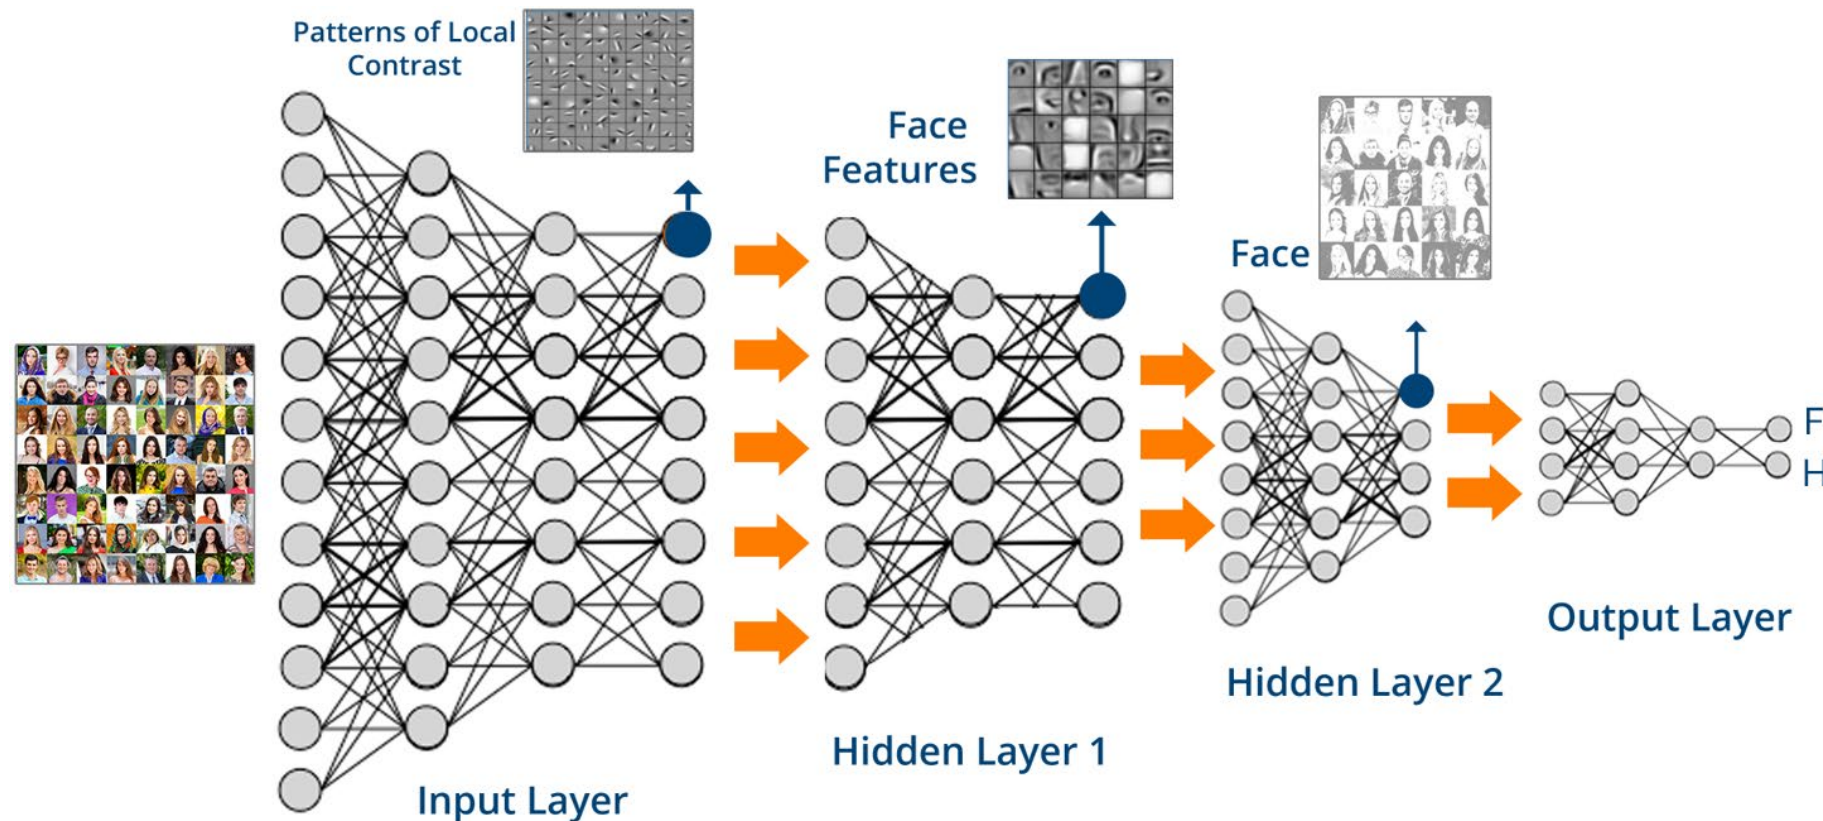 Patterns of Local
Contrast
Face
Features
Face
F
H
Output Layer
Hidden Layer 2
Hidden Layer 1
Input Layer